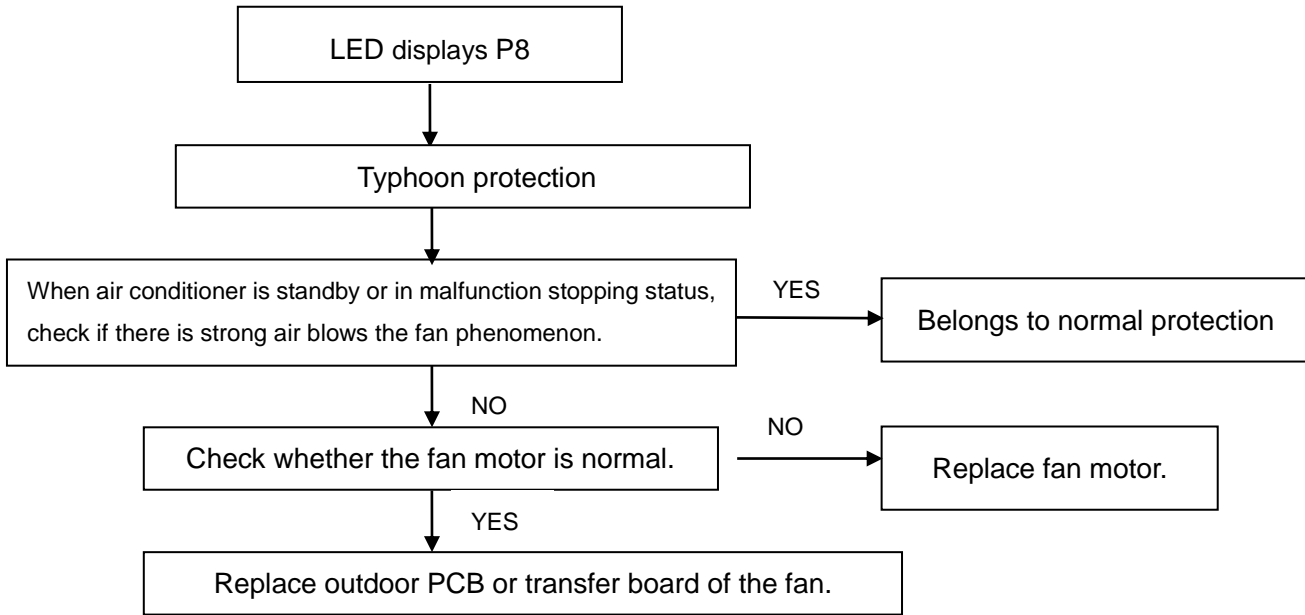 LED displays P8
Typhoon protection
When air conditioner is standby or in malfunction stopping status,
check if there is strong air blows the fan phenomenon.
YES
Belongs to normal protection
NO
Check whether the fan motor is normal.
NO
Replace fan motor.
YES
Replace outdoor PCB or transfer board of the fan.